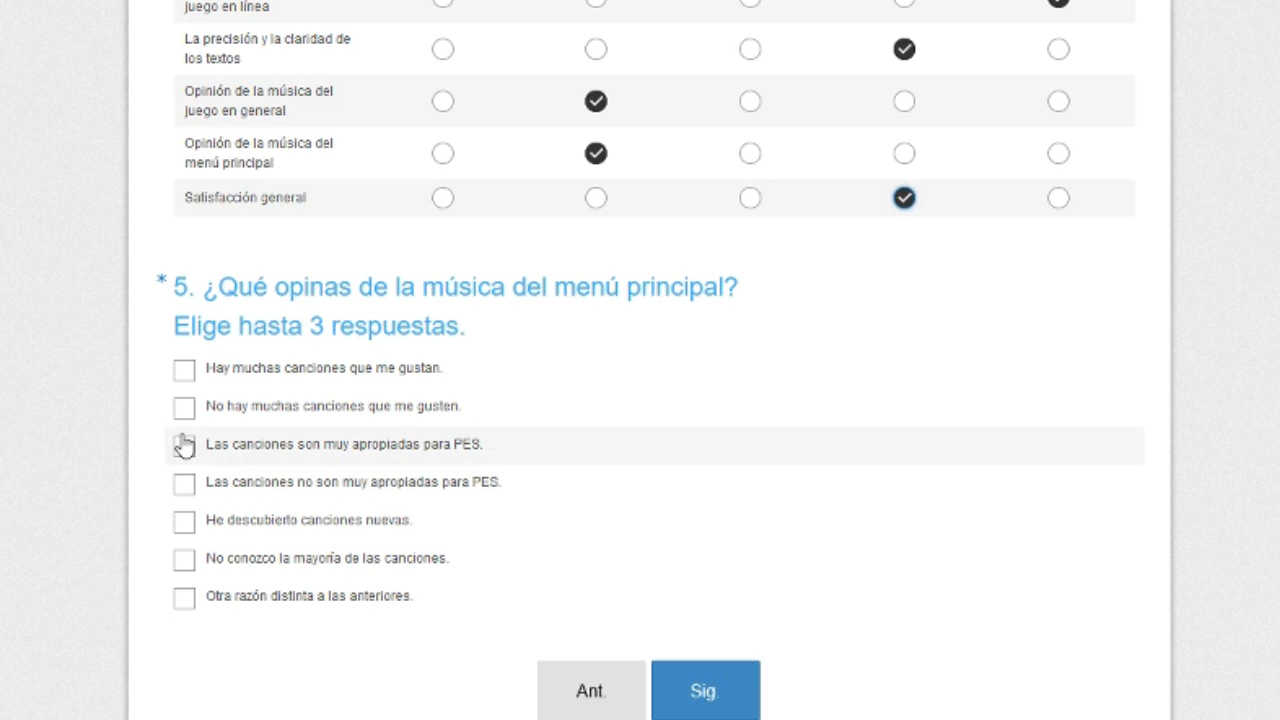 juego en línea
La precisión y la claridad de
los textos
Opinión de la música del
juego en general
Opinión de la música del
menú principal
Satisfacción general
* 5. ¿Qué opinas de la música del menú principal?
Elige hasta 3 respuestas.
Hay muchas canciones que me gustan.
No hay muchas canciones que me gusten.
Las canciones son muy apropiadas para PES.
Las canciones no son muy apropiadas para PES.
He descubierto canciones nuevas.
No conozco la mayoría de las canciones.
Otra razón distinta a las anteriores.
Ant.
Sig.